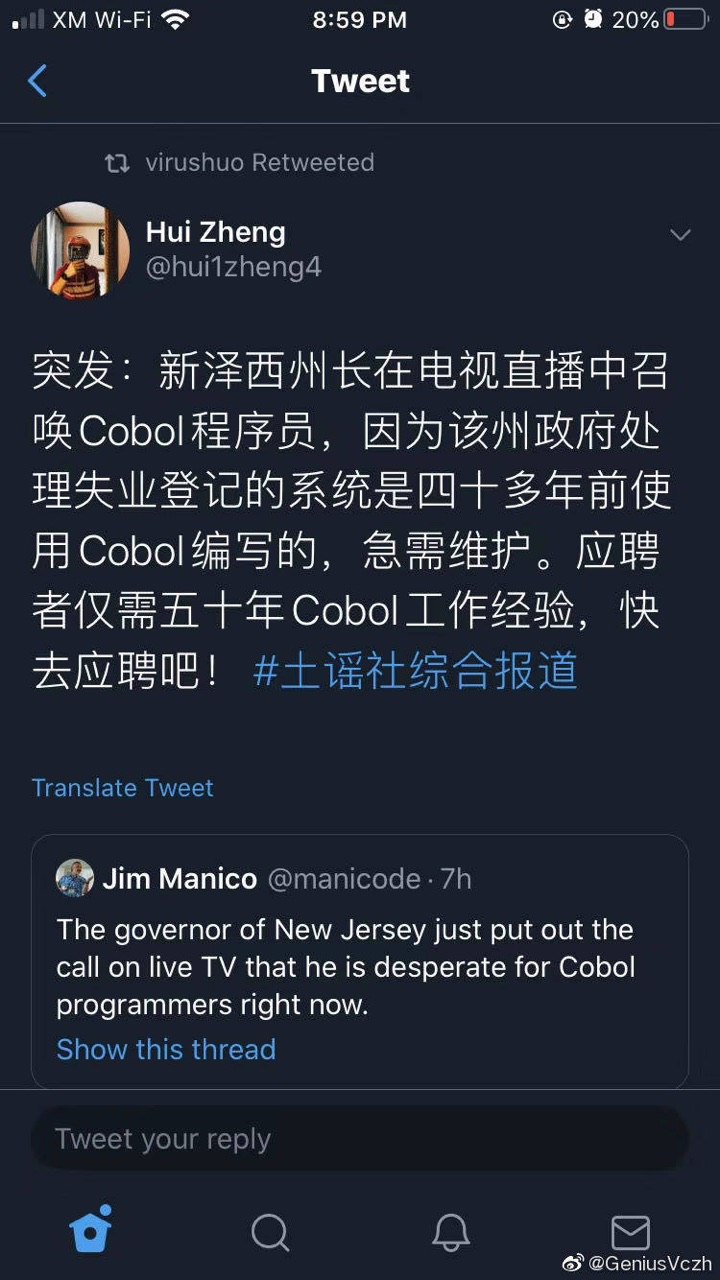 XM Wi-Fi 8:59 PM 20%
Tweet
virushuo Retweeted
Hui Zheng
@hui1zheng4
突发：新泽西州长在电视直播中召
唤Cobol程序员，因为该州政府处
理失业登记的系统是四十多年前使
用Cobol编写的，急需维护。应聘
者仅需五十年Cobol工作经验，快
去应聘吧！ #土谣社综合报道
Translate Tweet
Jim Manico @manicode · 7h
The governor of New Jersey just put out the
call on live TV that he is desperate for Cobol
programmers right now.
Show this thread
Tweet your reply
@GeniusVczh